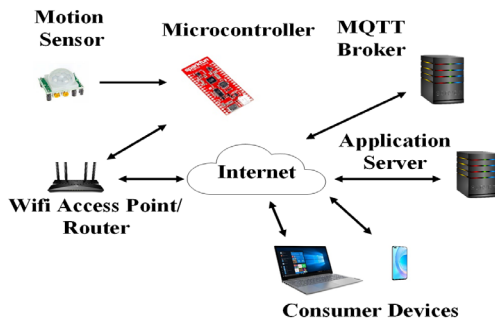 Motion
Sensor
Microcontroller
MQTT
Broker
Internet
Application
Server
Wifi Access Point/
Router
Consumer Devices